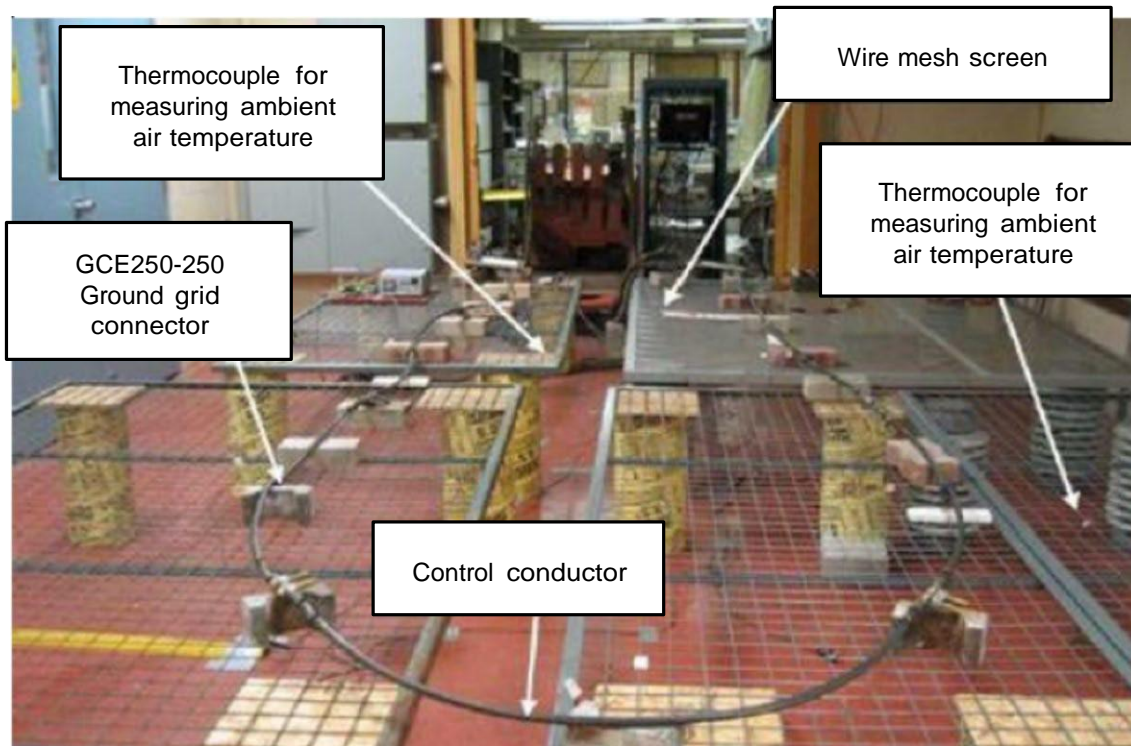 Thermocouple for
measuring ambient
air temperature
Wire mesh screen
Thermocouple for
measuring ambient
air temperature
GCE250-250
Ground grid
connector
Control conductor